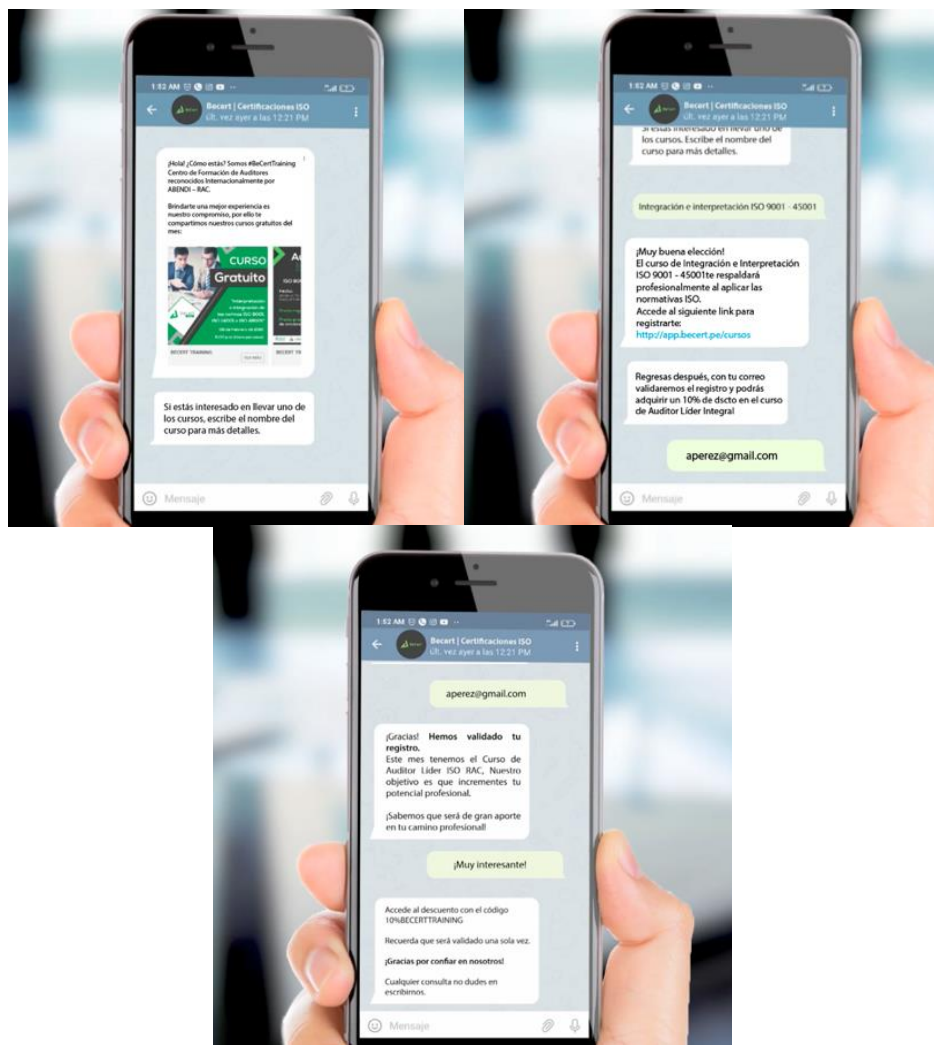 1:52 AM
Becert | Certificaciones ISO
últ. vez ayer a las 12:21 PM
¡Hola! ¿Cómo estás? Somos #BeCertTraining
Centro de Formación de Auditores
reconocidos Internacionalmente por
ABENDI – RAC.
Brindarte una mejor experiencia es
nuestro compromiso, por ello te
compartimos nuestros cursos gratuitos del
mes:
CURSO
Gratuito
BECERT TRAINING
Si estás interesado en llevar uno de
los cursos, escribe el nombre del
curso para más detalles.
Mensaje
1:52 AM
Becert | Certificaciones ISO
últ. vez ayer a las 12:21 PM
Si estás interesado en llevar uno de
los cursos. Escribe el nombre del
curso para más detalles.
Integración e interpretación ISO 9001 - 45001
¡Muy buena elección!
El curso de Integración e Interpretación
ISO 9001 - 45001te respaldará
profesionalmente al aplicar las
normativas ISO.
Accede al siguiente link para
registrarte:
http://app.becert.pe/cursos
Regresas después, con tu correo
validaremos el registro y podrás
adquirir un 10% de dscto en el curso
de Auditor Líder Integral
aperez@gmail.com
Mensaje
1:52 AM
Becert | Certificaciones ISO
últ. vez ayer a las 12:21 PM
aperez@gmail.com
¡Gracias! Hemos validado tu
registro.
Este mes tenemos el Curso de
Auditor Líder ISO RAC, Nuestro
objetivo es que incrementes tu
potencial profesional.
¡Sabemos que será de gran aporte
en tu camino profesional!
¡Muy interesante!
Accede al descuento con el código
10%BECERTTRAINING
Recuerda que será validado una sola vez.
¡Gracias por confiar en nosotros!
Cualquier consulta no dudes en
escribirnos.
Mensaje